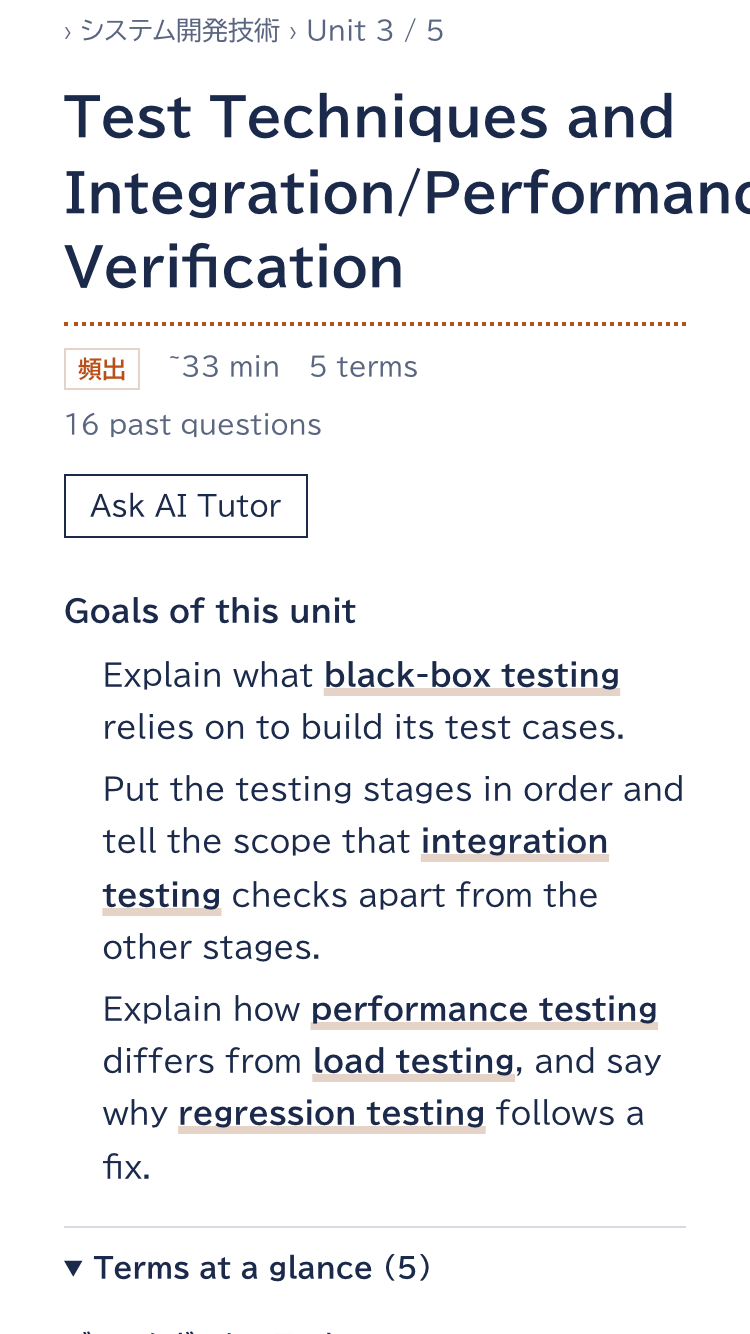 › システム開発技術 › Unit 3 / 5
Test Techniques and
Integration/Performanc
Verification
頻出 ~33 min 5 terms
16 past questions
Ask AI Tutor
Goals of this unit
Explain what black-box testing
relies on to build its test cases.
Put the testing stages in order and
tell the scope that integration
testing checks apart from the
other stages.
Explain how performance testing
differs from load testing, and say
why regression testing follows a
fix.
▼ Terms at a glance (5)